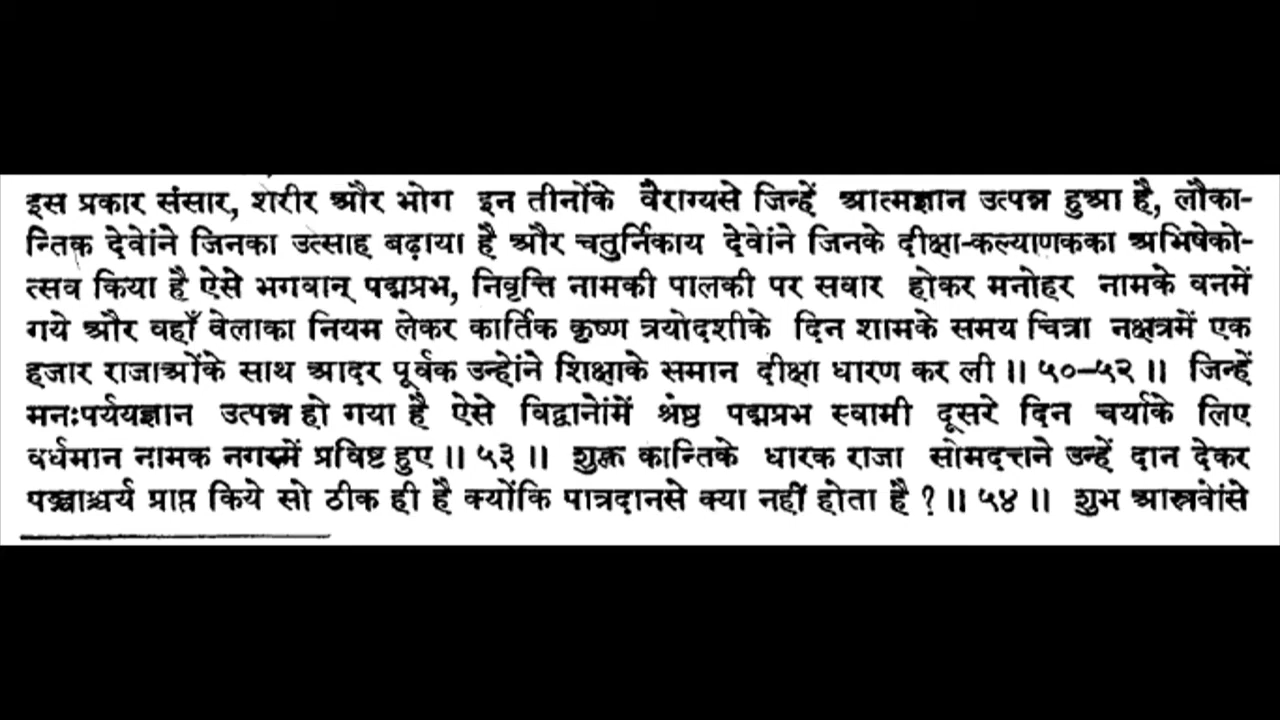 इस प्रकार संसार, शरीर और भोग इन तीनोंके वैराग्यसे जिन्हें आत्मज्ञान उत्पन्न हुआ है, लौका-
न्तिक देवोंने जिनका उत्साह बढ़ाया है और चतुर्निकाय देवोंने जिनके दीक्षा-कल्याणकका अभिषेको-
त्सव किया है ऐसे भगवान् पद्मप्रभ, निवृत्ति नामकी पालकी पर सवार होकर मनोहर नामके वनमें
गये और वहाँ वेलाका नियम लेकर कार्तिक कृष्ण त्रयोदशीके दिन शामके समय चित्रा नक्षत्रमें एक
हजार राजाओंके साथ आदर पूर्वक उन्होंने शिक्षाके समान दीक्षा धारण कर ली ॥ ५०–५२ ॥ जिन्हें
मनःपर्ययज्ञान उत्पन्न हो गया है ऐसे विद्वानोंमें श्रंष्ठ पद्मप्रभ स्वामी दूसरे दिन चर्याके लिए
वर्धमान नामक नगरमें प्रविष्ट हुए ॥ ५३ ॥ शुक्ल कान्तिके धारक राजा सोमदत्तने उन्हें दान देकर
पञ्चाश्चर्य प्राप्त किये सो ठीक ही है क्योंकि पात्रदानसे क्या नहीं होता है ? ॥ ५४ ॥ शुभ आस्रवोंसे